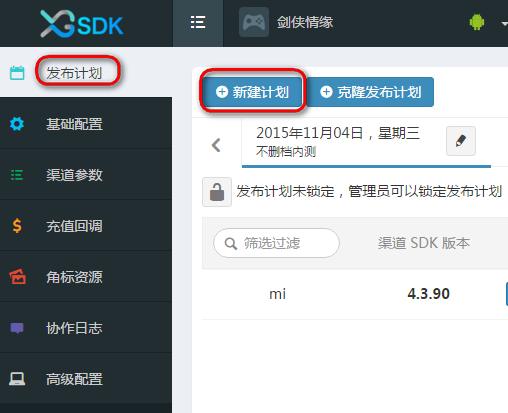 XGSDK
剑侠情缘
发布计划
基础配置
渠道参数
充值回调
角标资源
协作日志
高级配置
新建计划
克隆发布计划
2015年11月04日，星期三
不删档内测
发布计划未锁定，管理员可以锁定发布计划
筛选过滤
渠道 SDK 版本
mi
4.3.90